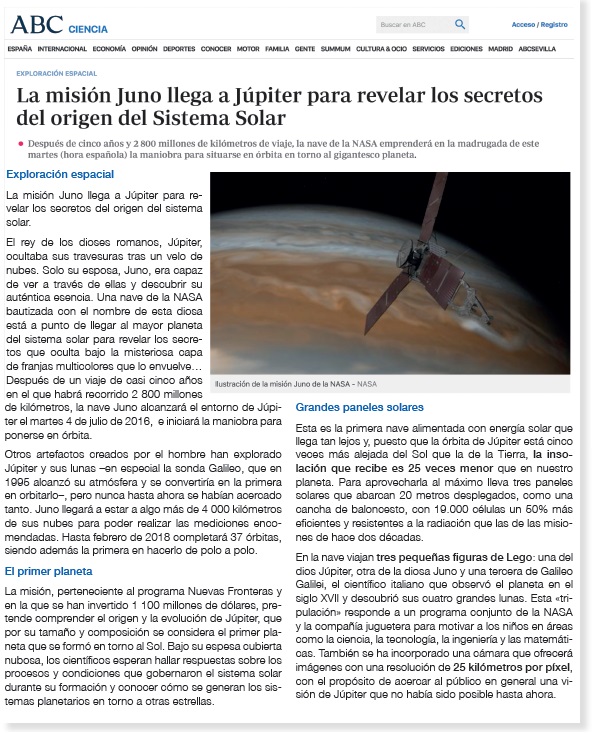 ABC CIENCIA
Buscar en ABC
Acceso / Registro
ESPAÑA INTERNACIONAL ECONOMÍA OPINIÓN DEPORTES CONOCER MOTOR FAMILIA GENTE SUMMUM CULTURA & OCIO SERVICIOS EDICIONES MADRID ABCSEVILLA
EXPLORACIÓN ESPACIAL
La misión Juno llega a Júpiter para revelar los secretos
del origen del Sistema Solar
Después de cinco años y 2 800 millones de kilómetros de viaje, la nave de la NASA emprenderá en la madrugada de este
martes (hora española) la maniobra para situarse en órbita en torno al gigantesco planeta.
Exploración espacial
La misión Juno llega a Júpiter para re-
velar los secretos del origen del sistema
solar.
El rey de los dioses romanos, Júpiter,
ocultaba sus travesuras tras un velo de
nubes. Solo su esposa, Juno, era capaz
de ver a través de ellas y descubrir su
auténtica esencia. Una nave de la NASA
bautizada con el nombre de esta diosa
está a punto de llegar al mayor planeta
del sistema solar para revelar los secre-
tos que oculta bajo la misteriosa capa
de franjas multicolores que lo envuelve…
Después de un viaje de casi cinco años
en el que habrá recorrido 2 800 millones
de kilómetros, la nave Juno alcanzará el entorno de Júpi-
ter el martes 4 de julio de 2016, e iniciará la maniobra para
ponerse en órbita.
Otros artefactos creados por el hombre han explorado
Júpiter y sus lunas –en especial la sonda Galileo, que en
1995 alcanzó su atmósfera y se convertiría en la primera
en orbitarlo–, pero nunca hasta ahora se habían acercado
tanto. Juno llegará a estar a algo más de 4 000 kilómetros
de sus nubes para poder realizar las mediciones enco-
mendadas. Hasta febrero de 2018 completará 37 órbitas,
siendo además la primera en hacerlo de polo a polo.
El primer planeta
La misión, perteneciente al programa Nuevas Fronteras y
en la que se han invertido 1 100 millones de dólares, pre-
tende comprender el origen y la evolución de Júpiter, que
por su tamaño y composición se considera el primer pla-
neta que se formó en torno al Sol. Bajo su espesa cubierta
nubosa, los científicos esperan hallar respuestas sobre los
procesos y condiciones que gobernaron el sistema solar
durante su formación y conocer cómo se generan los sis-
temas planetarios en torno a otras estrellas.
Ilustración de la misión Juno de la NASA - NASA
Grandes paneles solares
Esta es la primera nave alimentada con energía solar que
llega tan lejos y, puesto que la órbita de Júpiter está cinco
veces más alejada del Sol que la de la Tierra, la inso-
lación que recibe es 25 veces menor que en nuestro
planeta. Para aprovecharla al máximo lleva tres paneles
solares que abarcan 20 metros desplegados, como una
cancha de baloncesto, con 19.000 células un 50% más
eficientes y resistentes a la radiación que las de las misio-
nes de hace dos décadas.
En la nave viajan tres pequeñas figuras de Lego: una del
dios Júpiter, otra de la diosa Juno y una tercera de Galileo
Galilei, el científico italiano que observó el planeta en el
siglo XVII y descubrió sus cuatro grandes lunas. Esta «tri-
pulación» responde a un programa conjunto de la NASA
y la compañía juguetera para motivar a los niños en áreas
como la ciencia, la tecnología, la ingeniería y las matemáti-
cas. También se ha incorporado una cámara que ofrecerá
imágenes con una resolución de 25 kilómetros por píxel,
con el propósito de acercar al público en general una vi-
sión de Júpiter que no había sido posible hasta ahora.